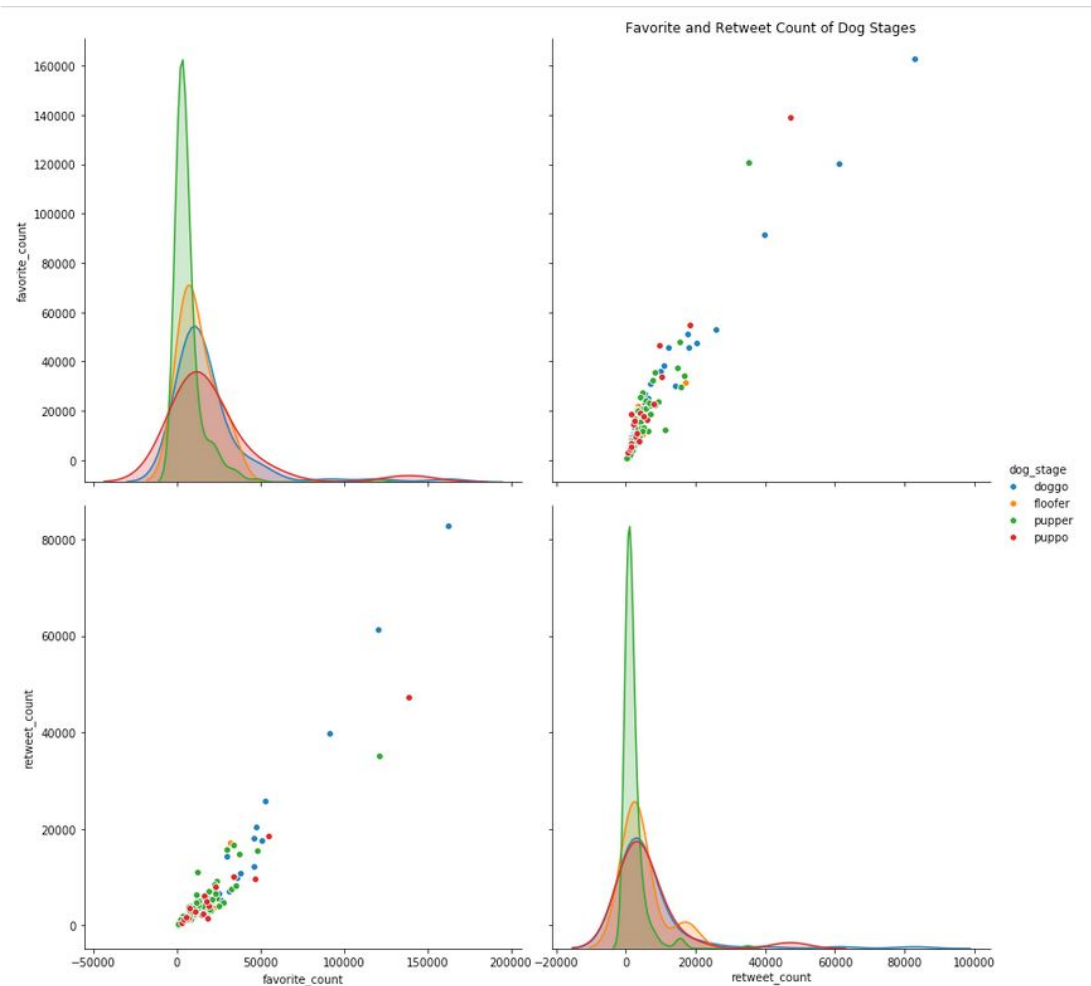 Favorite and Retweet Count of Dog Stages
160000
140000
120000
100000
80000
60000
40000
20000
0
favorite_count
dog_stage
doggo
floofer
pupper
puppo
80000
60000
40000
20000
0
retweet_count
-50000 0 50000 100000 150000 200000
favorite_count
-20000 0 20000 40000 60000 80000 100000
retweet_count